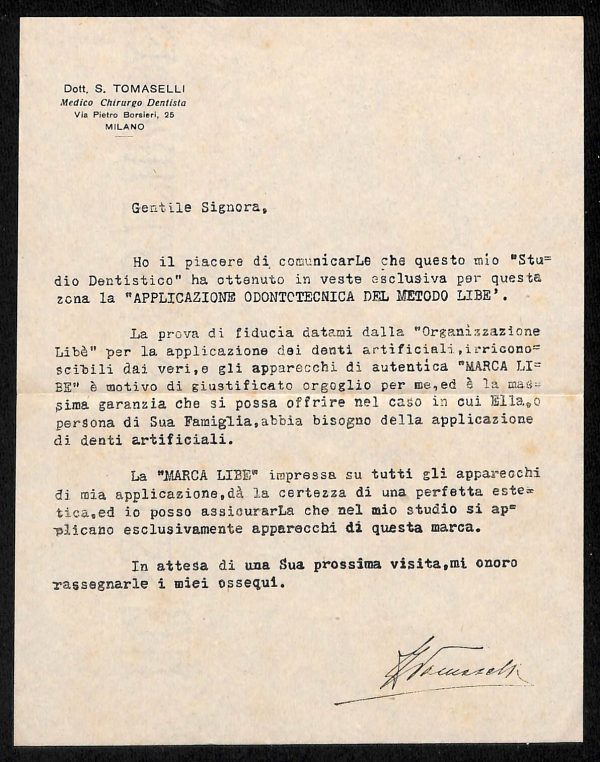 Dott. S. TOMASELLI
Medico Chirurgo Dentista
Via Pietro Borsieri, 25
MILANO
Gentile Signora,
Ho il piacere di comunicarLe che questo mio "Stu=
dio Dentistico" ha ottenuto in veste esclusiva per questa
zona la "APPLICAZIONE ODONTOTECNICA DEL METODO LIBE'.
La prova di fiducia datami dalla "Organizzazione
Libè" per la applicazione dei denti artificiali,irricono=
scibili dai veri,e gli apparecchi di autentica "MARCA LI=
BE" è motivo di giustificato orgoglio per me,ed è la mas=
sima garanzia che si possa offrire nel caso in cui Ella,o
persona di Sua Famiglia,abbia bisogno della applicazione
di denti artificiali.
La "MARCA LIBE" impressa su tutti gli apparecchi
di mia applicazione,dà la certezza di una perfetta este=
tica,ed io posso assicurarLa che nel mio studio si ap=
plicano esclusivamente apparecchi di questa marca.
In attesa di una Sua prossima visita,mi onoro
rassegnarle i miei ossequi.
STomaselli